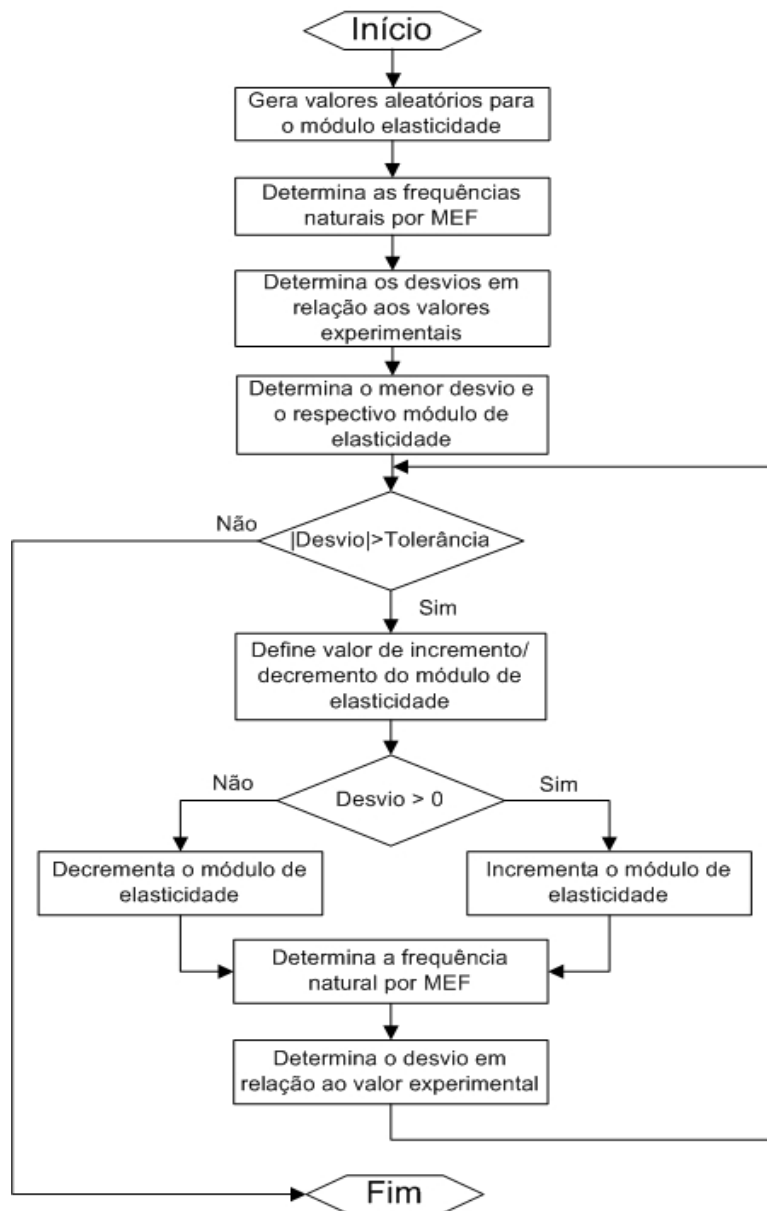 Início
Gera valores aleatórios para
o módulo elasticidade
Determina as frequências
naturais por MEF
Determina os desvios em
relação aos valores
experimentais
Determina o menor desvio e
o respectivo módulo de
elasticidade
Não
|Desvio|>Tolerância
Sim
Define valor de incremento/
decremento do módulo de
elasticidade
Não
Desvio > 0
Sim
Decrementa o módulo de
elasticidade
Incrementa o módulo de
elasticidade
Determina a frequência
natural por MEF
Determina o desvio em
relação ao valor experimental
Fim